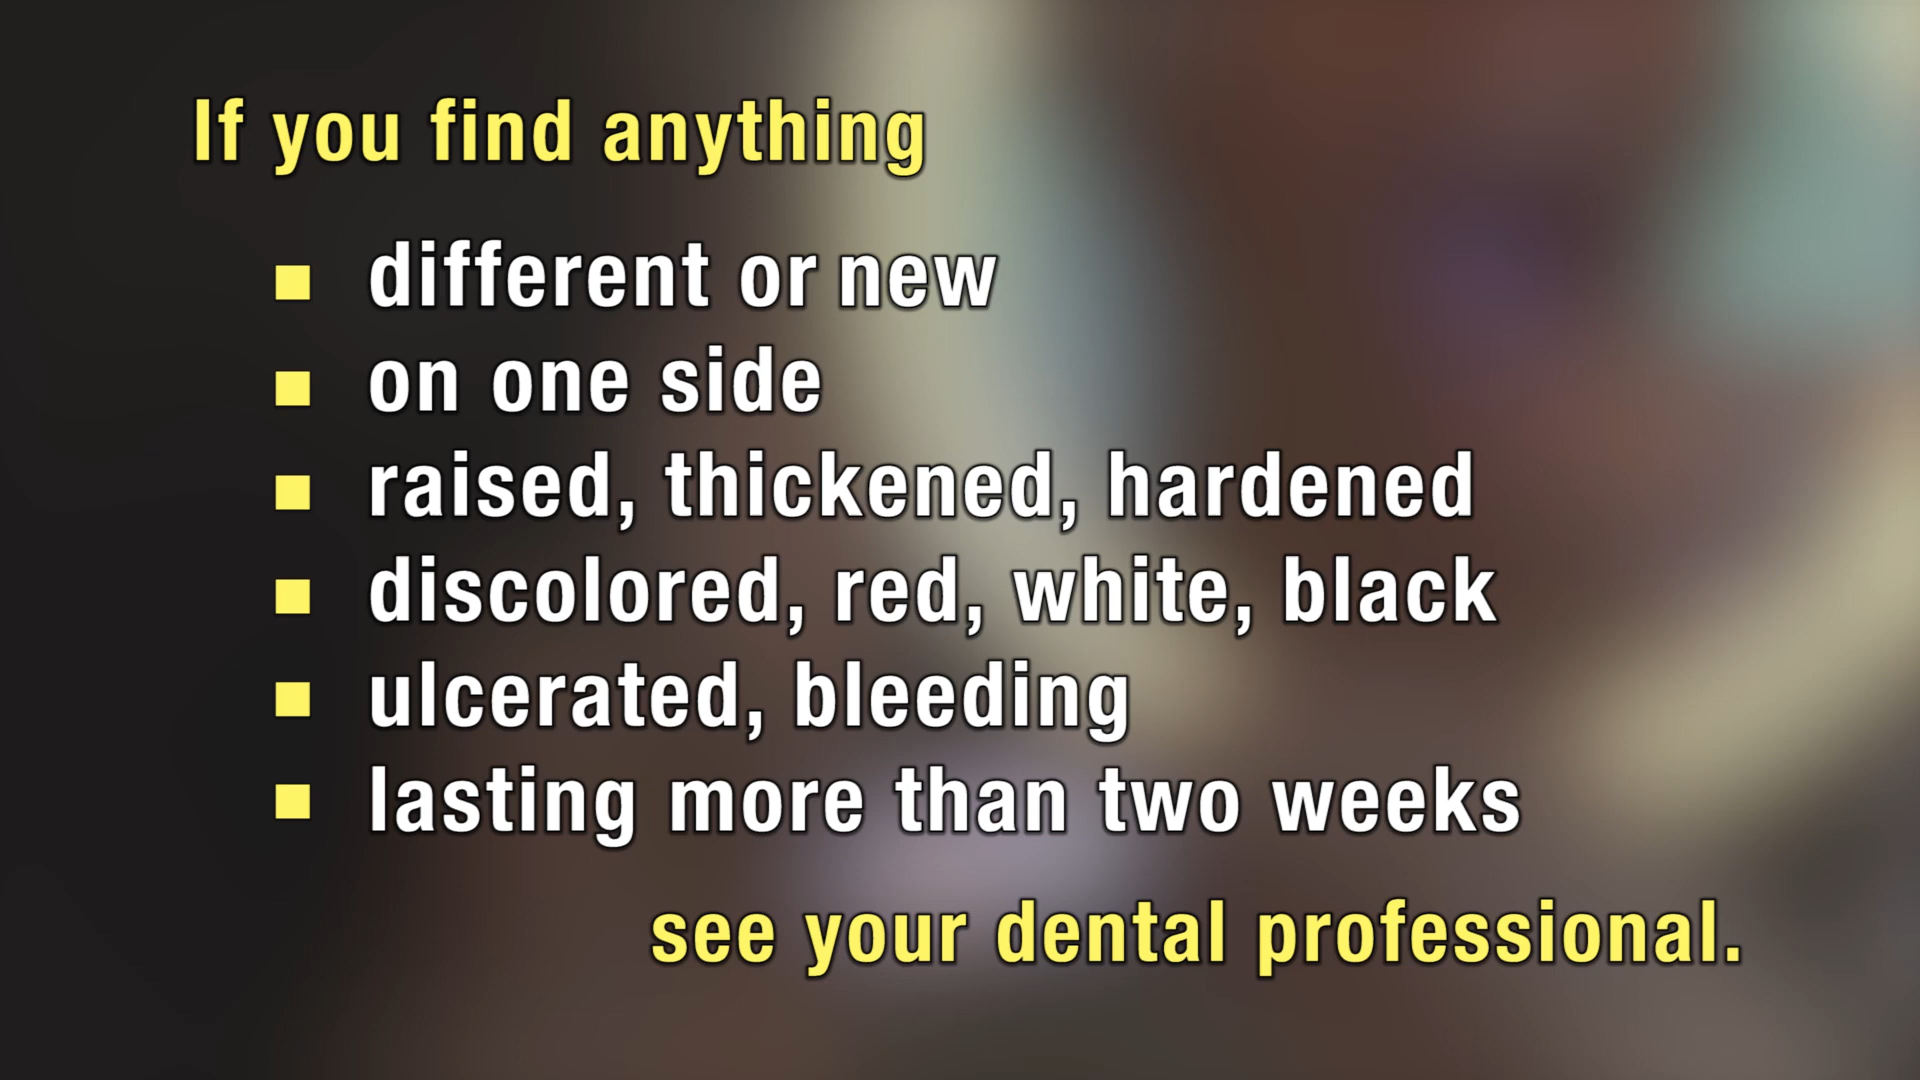 If you find anything
▪ different or new
▪ on one side
▪ raised, thickened, hardened
▪ discolored, red, white, black
▪ ulcerated, bleeding
▪ lasting more than two weeks
see your dental professional.